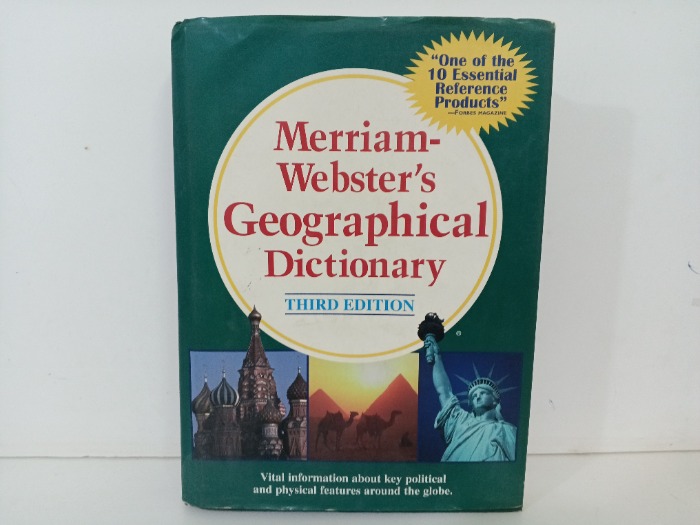 "One of the
10 Essential
Reference
Products"
—FORBES MAGAZINE
Merriam-
Webster's
Geographical
Dictionary
THIRD EDITION
®
Vital information about key political
and physical features around the globe.